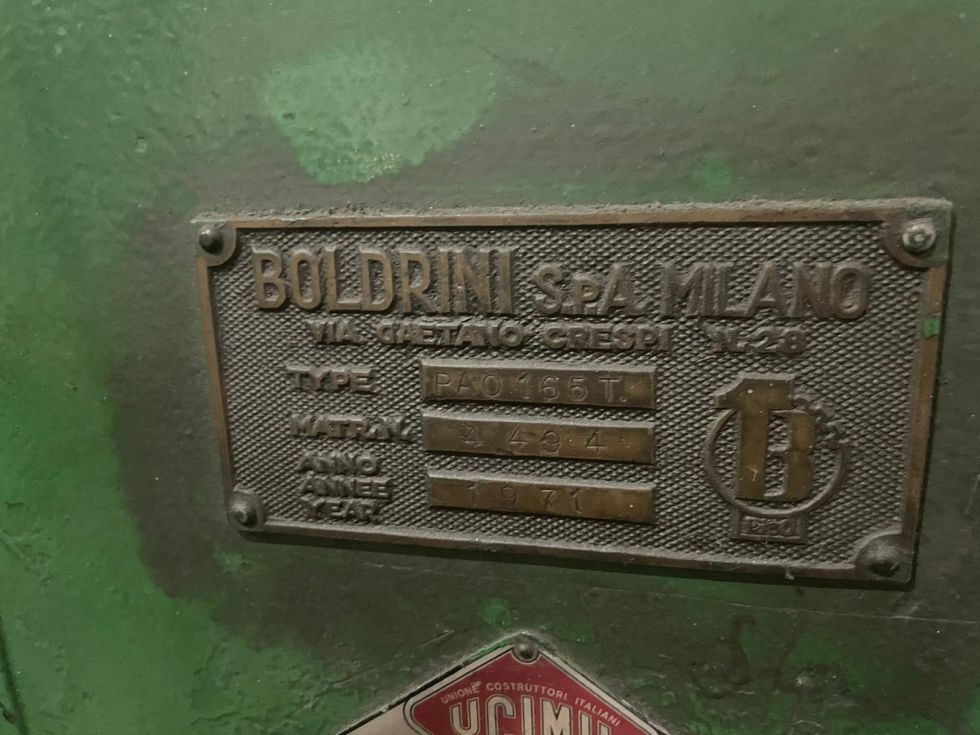 BOLDRINI S.p.A. MILANO
VIA GAETANO CRESPI N. 28
TYPE PAO 165 T.
MATR. N. 4494
ANNO
ANNEE 1971
YEAR
B
UNIONE COSTRUTTORI ITALIANI
UCIMU